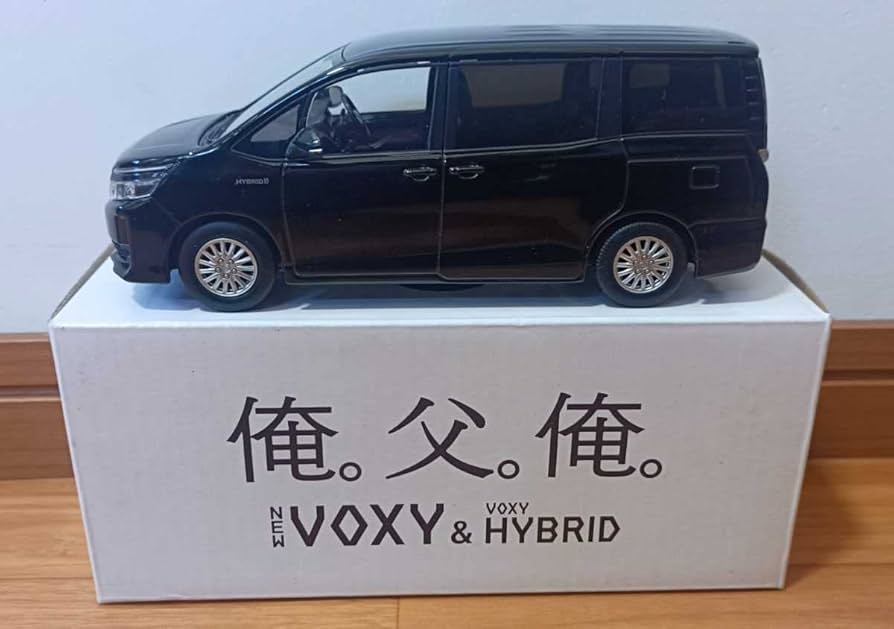 HYBRID
俺。父。俺。
NEW VOXY & VOXY HYBRID